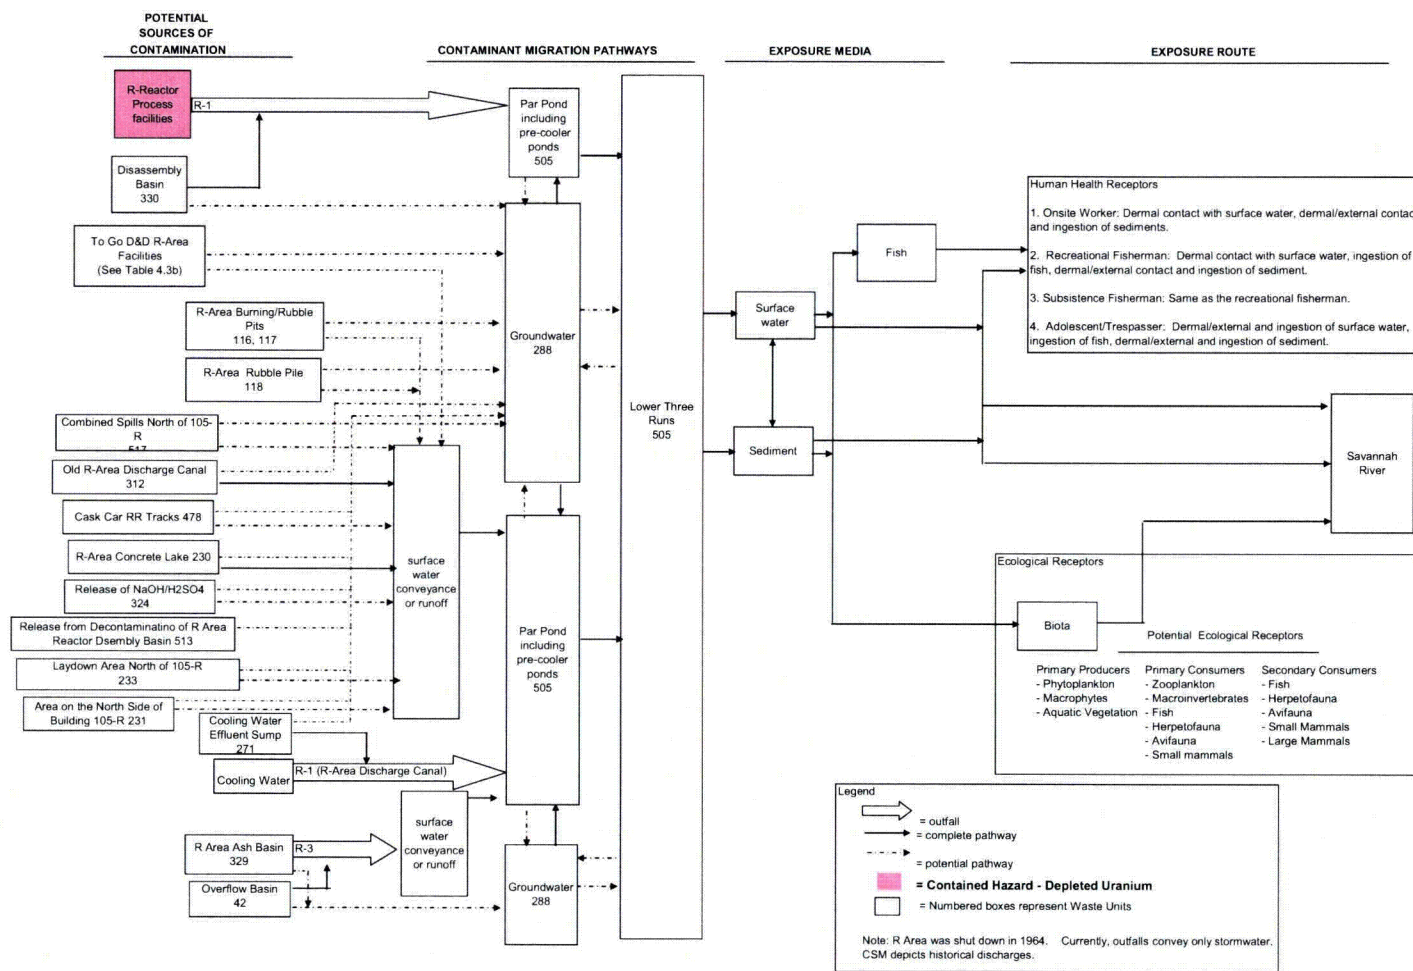 POTENTIAL
SOURCES OF
CONTAMINATION
CONTAMINANT MIGRATION PATHWAYS
EXPOSURE MEDIA
EXPOSURE ROUTE
R-Reactor
Process
facilities
R-1
Disassembly
Basin
330
To Go D&D R-Area
Facilities
(See Table 4.3b)
R-Area Burning/Rubble
Pits
116, 117
R-Area Rubble Pile
118
Combined Spills North of 105-
R
517
Old R-Area Discharge Canal
312
Cask Car RR Tracks 478
R-Area Concrete Lake 230
Release of NaOH/H2SO4
324
Release from Decontaminatino of R Area
Reactor Dsembly Basin 513
Laydown Area North of 105-R
233
Area on the North Side of
Building 105-R 231
Cooling Water
Effluent Sump
271
Cooling Water
R-1 (R-Area Discharge Canal)
R Area Ash Basin
329
R-3
Overflow Basin
42
surface
water
conveyance
or runoff
surface
water
conveyance
or runoff
Par Pond
including
pre-cooler
ponds
505
Groundwater
288
Par Pond
including
pre-cooler
ponds
505
Groundwater
288
Lower Three
Runs
505
Surface
water
Sediment
Fish
Human Health Receptors
1. Onsite Worker: Dermal contact with surface water, dermal/external contac
and ingestion of sediments.
2. Recreational Fisherman: Dermal contact with surface water, ingestion of
fish, dermal/external contact and ingestion of sediment.
3. Subsistence Fisherman: Same as the recreational fisherman.
4. Adolescent/Trespasser: Dermal/external and ingestion of surface water,
ingestion of fish, dermal/external and ingestion of sediment.
Savannah
River
Ecological Receptors
Biota
Potential Ecological Receptors
Primary Producers
- Phytoplankton
- Macrophytes
- Aquatic Vegetation
Primary Consumers
- Zooplankton
- Macroinvertebrates
- Fish
- Herpetofauna
- Avifauna
- Small mammals
Secondary Consumers
- Fish
- Herpetofauna
- Avifauna
- Small Mammals
- Large Mammals
Legend
= outfall
= complete pathway
= potential pathway
= Contained Hazard - Depleted Uranium
= Numbered boxes represent Waste Units
Note: R Area was shut down in 1964. Currently, outfalls convey only stormwater.
CSM depicts historical discharges.